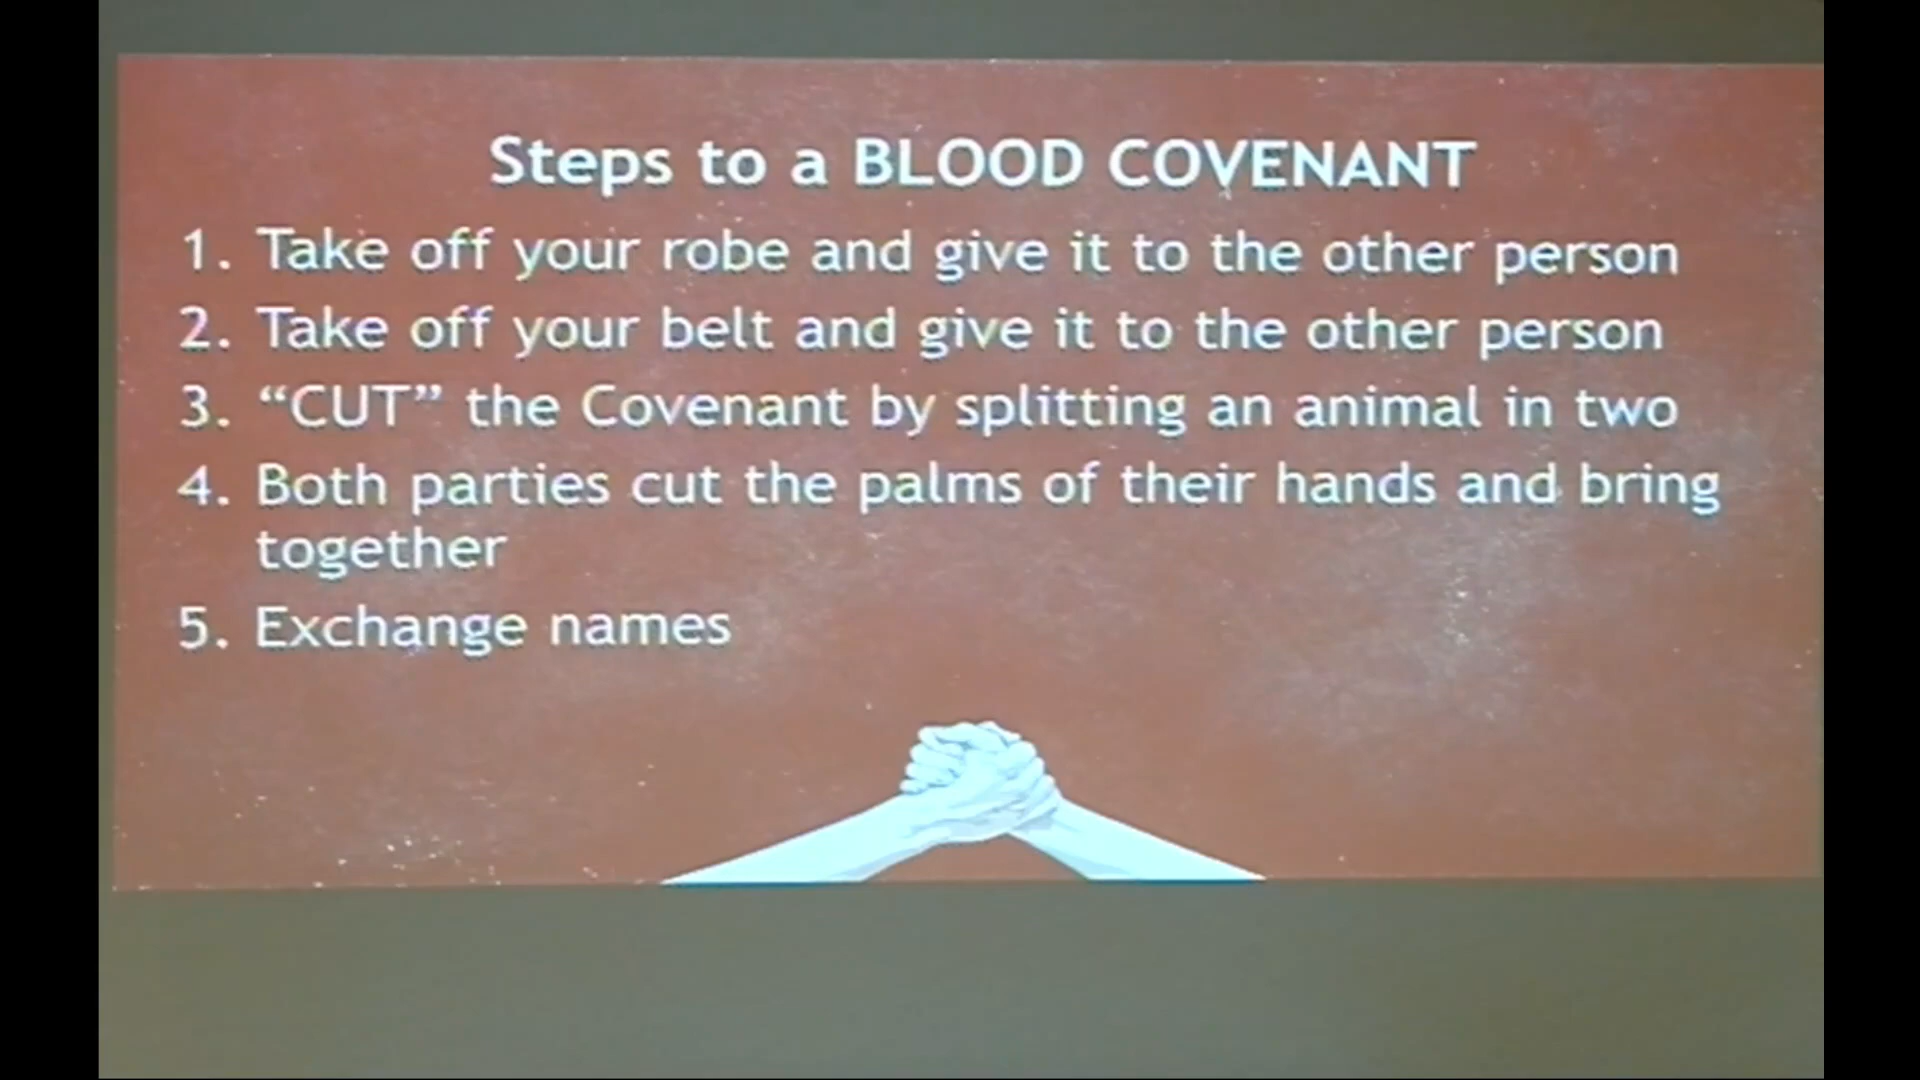 Steps to a BLOOD COVENANT
1. Take off your robe and give it to the other person
2. Take off your belt and give it to the other person
3. “CUT” the Covenant by splitting an animal in two
4. Both parties cut the palms of their hands and bring
together
5. Exchange names